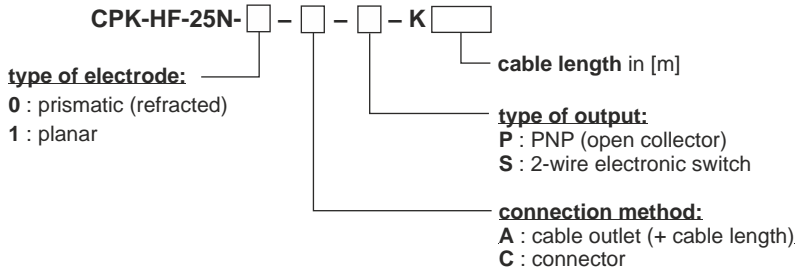 CPK-HF-25N- – – – K
cable length in [m]
type of electrode:
0 : prismatic (refracted)
1 : planar
type of output:
P : PNP (open collector)
S : 2-wire electronic switch
connection method:
A : cable outlet (+ cable length)
C : connector